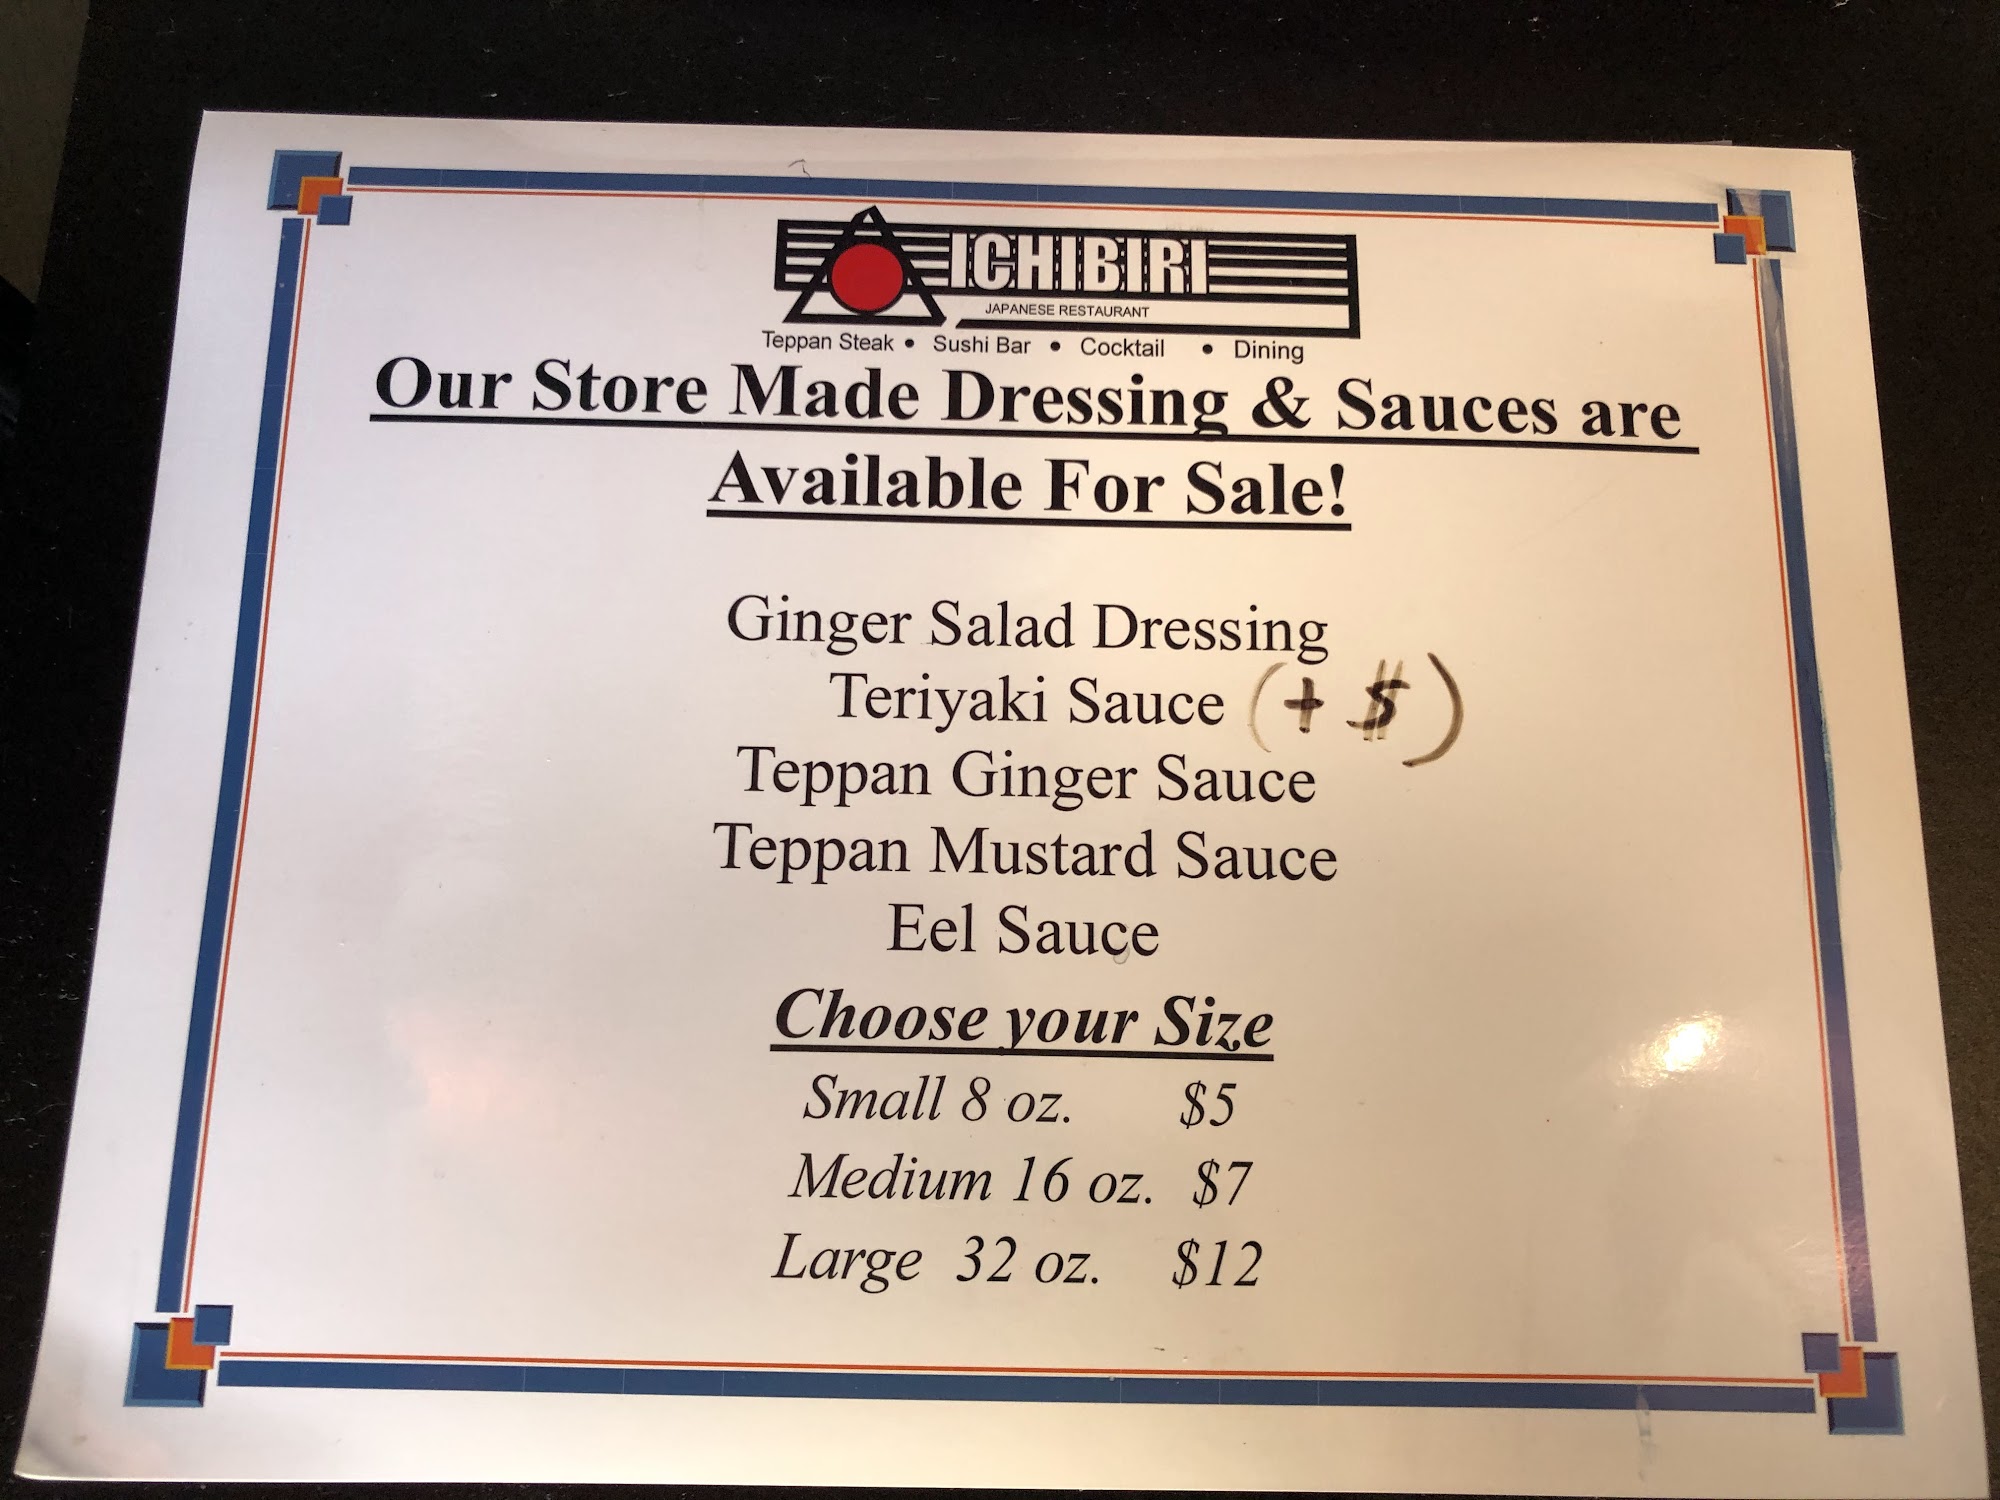 ICHIBIRI
JAPANESE RESTAURANT
Teppan Steak • Sushi Bar • Cocktail • Dining
Our Store Made Dressing & Sauces are
Available For Sale!
Ginger Salad Dressing
Teriyaki Sauce (+ $)
Teppan Ginger Sauce
Teppan Mustard Sauce
Eel Sauce
Choose your Size
Small 8 oz. $5
Medium 16 oz. $7
Large 32 oz. $12